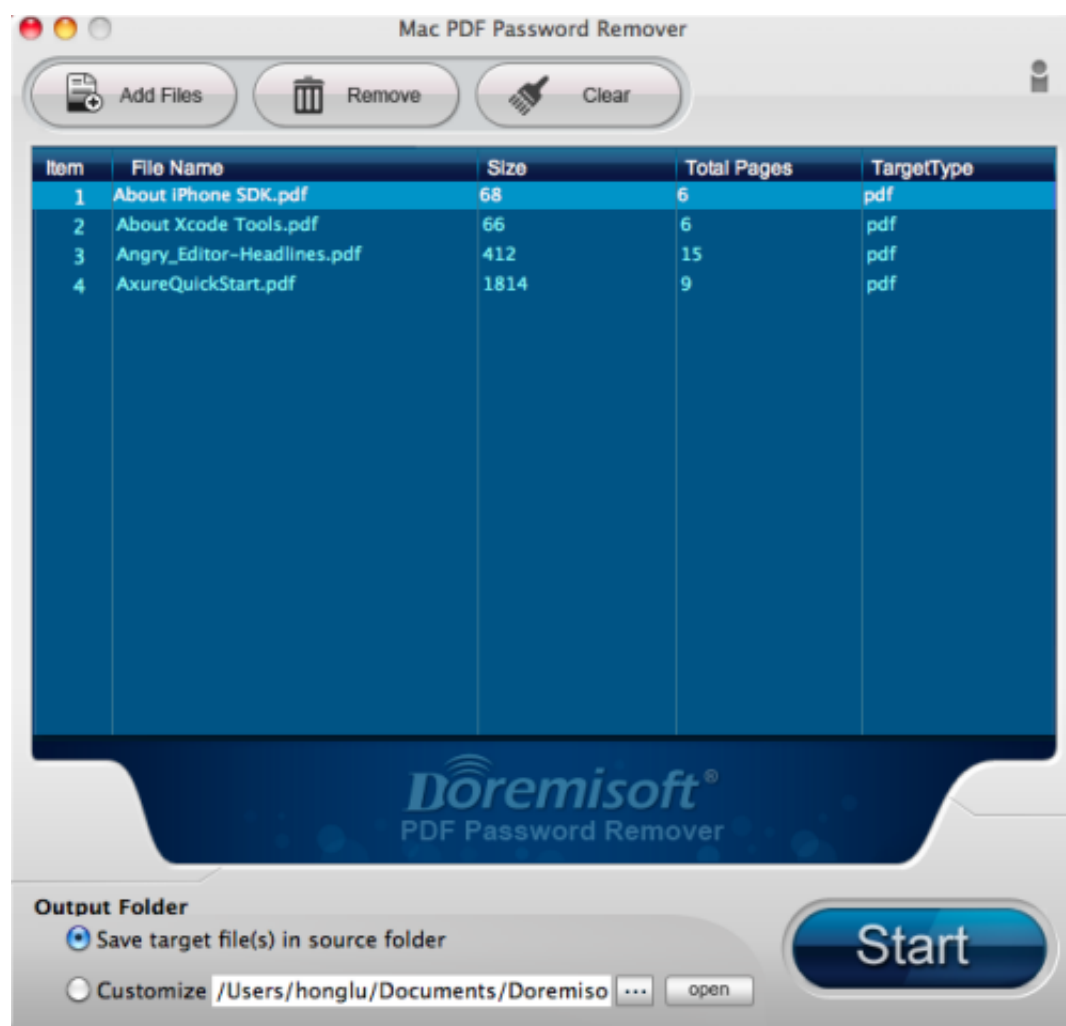 Mac PDF Password Remover
Add Files Remove Clear
Item File Name Size Total Pages TargetType
1 About iPhone SDK.pdf 68 6 pdf
2 About Xcode Tools.pdf 66 6 pdf
3 Angry_Editor-Headlines.pdf 412 15 pdf
4 AxureQuickStart.pdf 1814 9 pdf
Doremisoft®
PDF Password Remover
Output Folder
Save target file(s) in source folder
Start
Customize /Users/honglu/Documents/Doremiso ... open